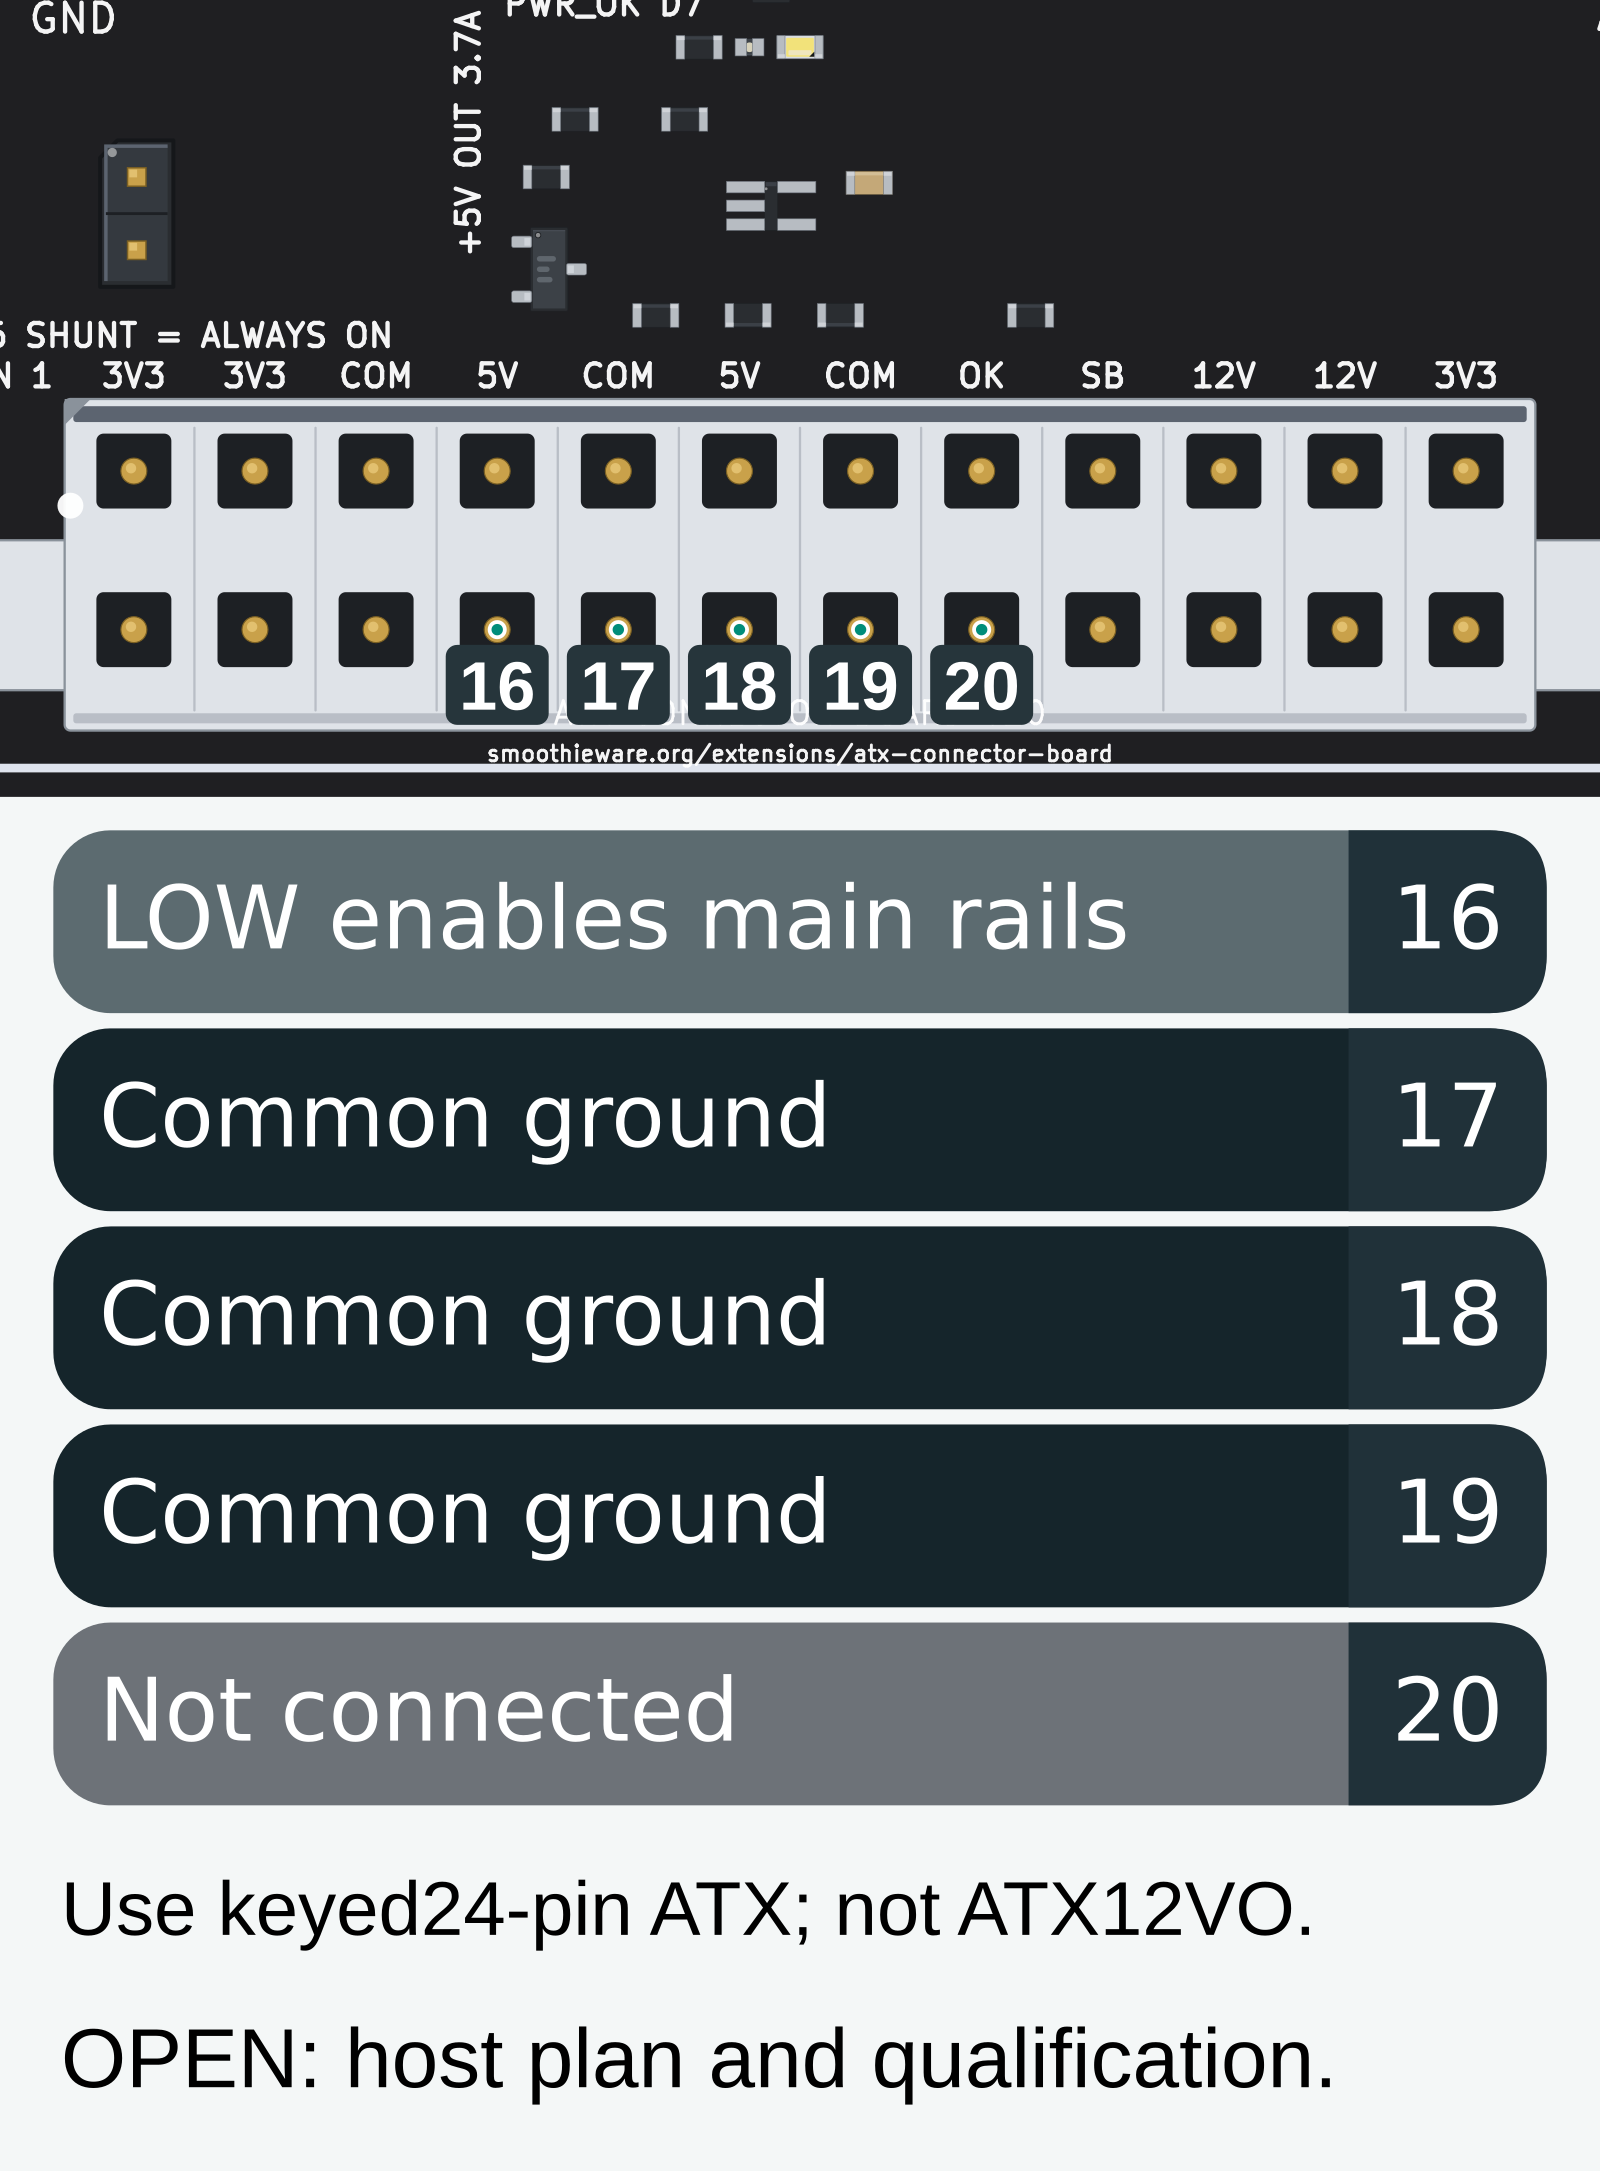 GND
PWR_OK D7
+5V OUT 3.7A
SHUNT = ALWAYS ON
1 3V3 3V3 COM 5V COM 5V COM OK SB 12V 12V 3V3
16 17 18 19 20
smoothieware.org/extensions/atx-connector-board
LOW enables main rails 16
Common ground 17
Common ground 18
Common ground 19
Not connected 20
Use keyed24-pin ATX; not ATX12VO.
OPEN: host plan and qualification.